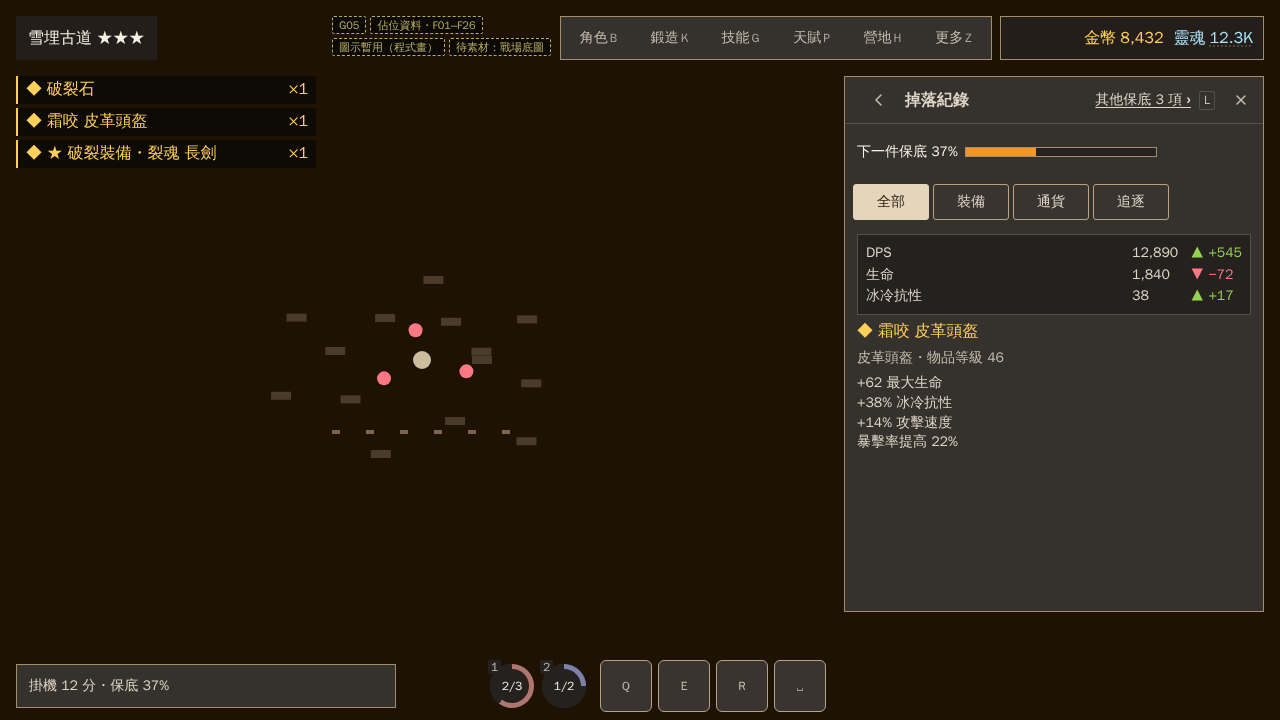 雪埋古道 ★★★
G05 佔位資料・F01–F26
圖示暫用（程式畫） 待素材：戰場底圖
角色B 鍛造K 技能G 天賦P 營地H 更多Z
金幣 8,432 靈魂 12.3K
◆ 破裂石 ×1
◆ 霜咬 皮革頭盔 ×1
◆ ★ 破裂裝備・裂魂 長劍 ×1
掉落紀錄 其他保底 3 項 › L
下一件保底 37%
全部 裝備 通貨 追逐
DPS 12,890 ▲ +545
生命 1,840 ▼ −72
冰冷抗性 38 ▲ +17
◆ 霜咬 皮革頭盔
皮革頭盔・物品等級 46
+62 最大生命
+38% 冰冷抗性
+14% 攻擊速度
暴擊率提高 22%
掛機 12 分・保底 37%
1 2/3 2 1/2 Q E R ⎵